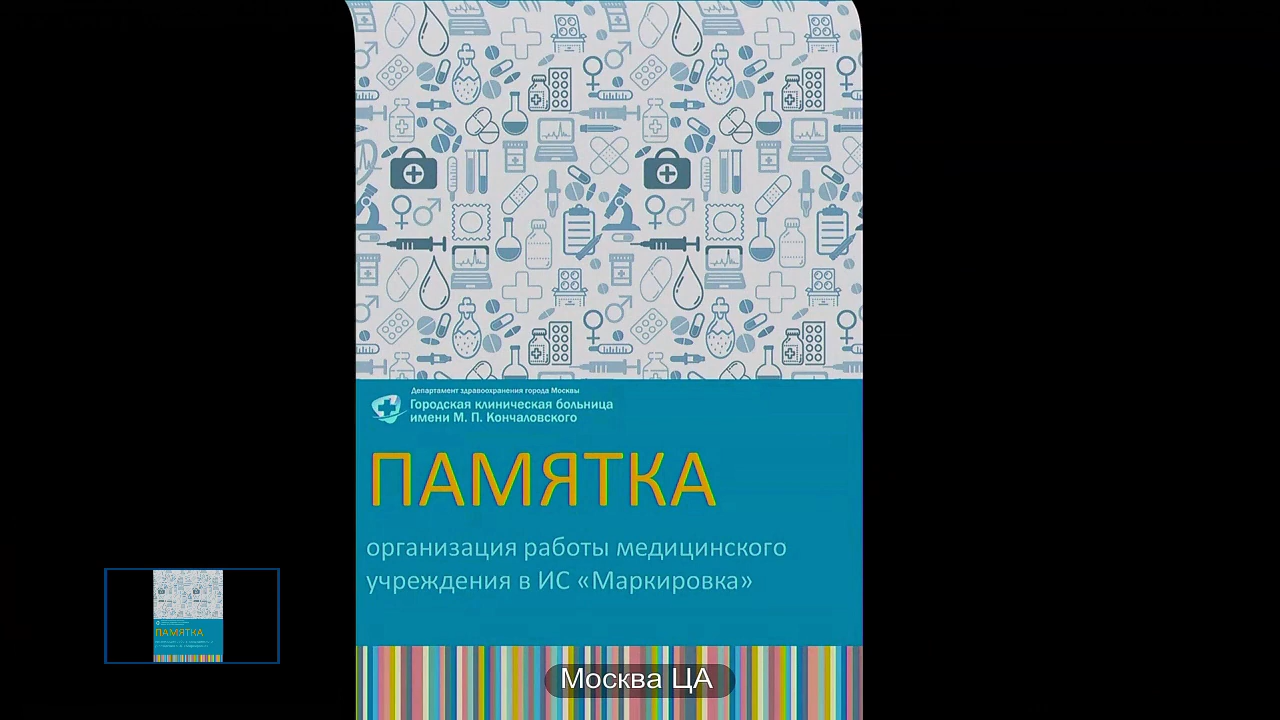 Департамент здравоохранения города Москвы
Городская клиническая больница
имени М. П. Кончаловского
ПАМЯТКА
организация работы медицинского
учреждения в ИС «Маркировка»
Москва ЦА